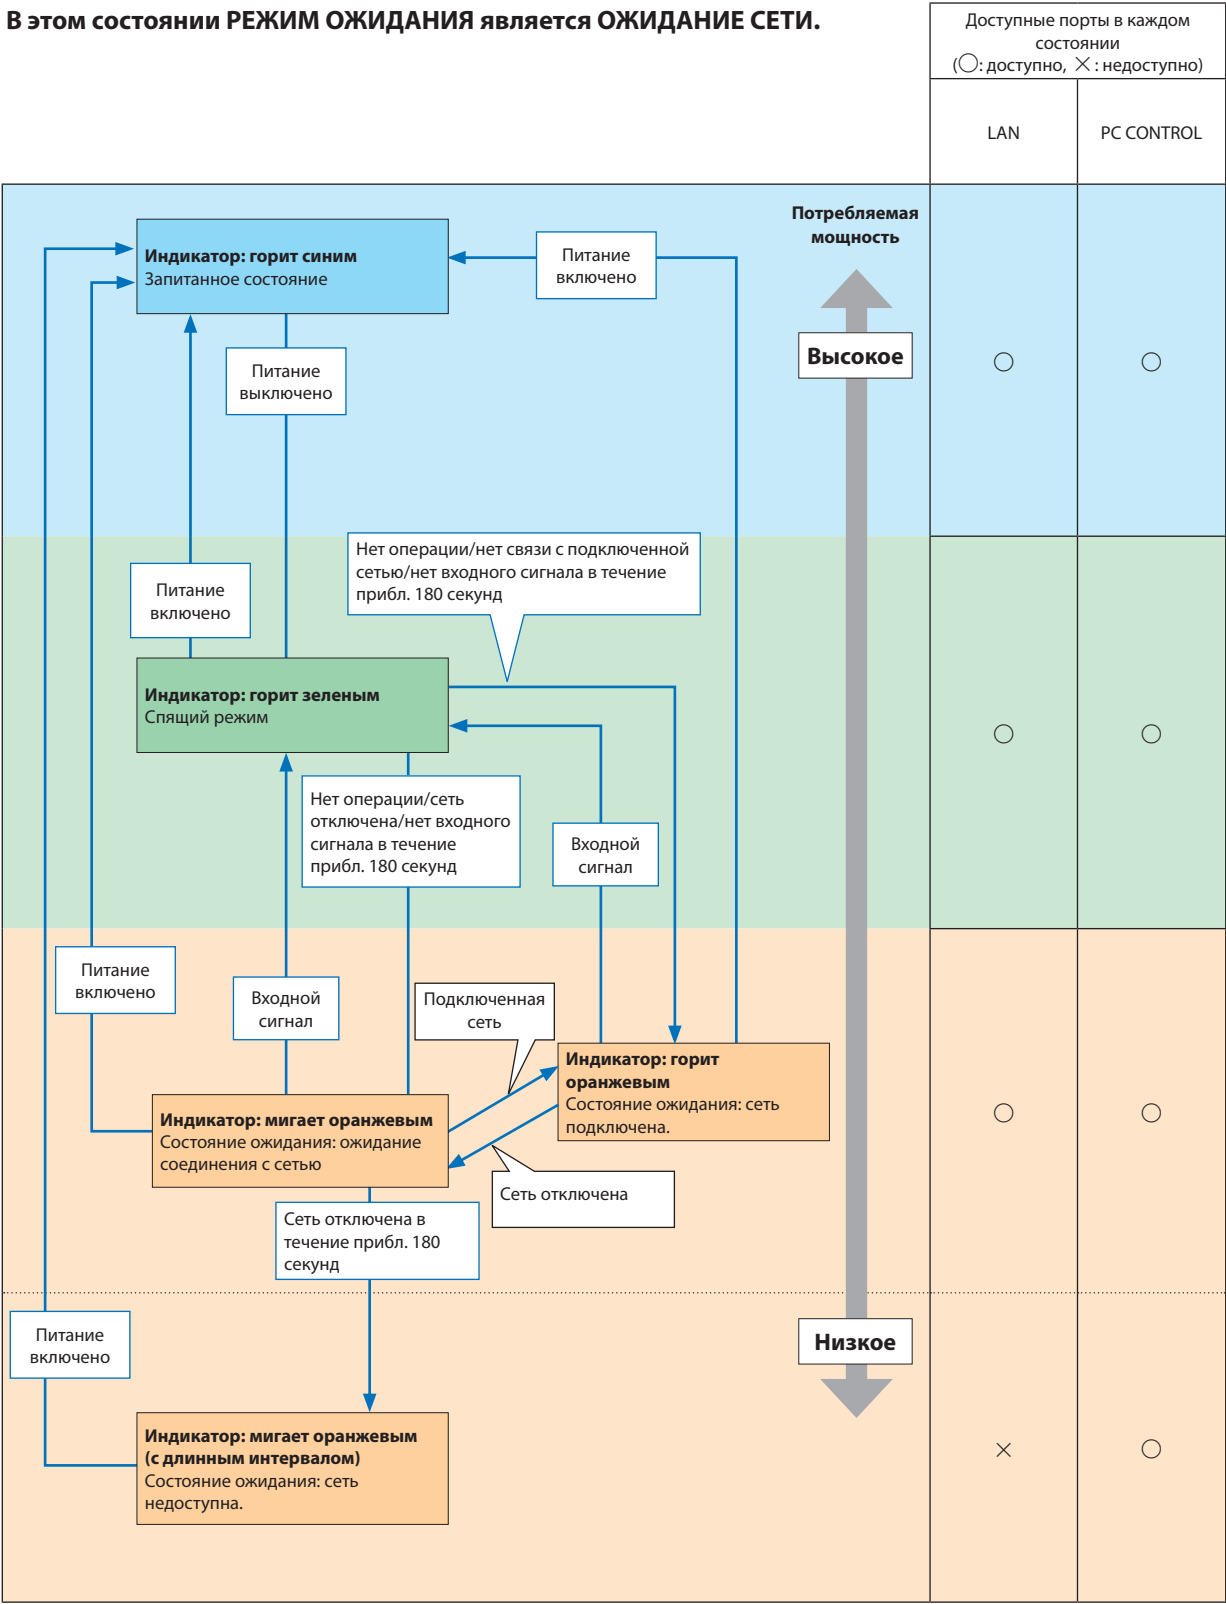 В этом состоянии РЕЖИМ ОЖИДАНИЯ является ОЖИДАНИЕ СЕТИ.
Доступные порты в каждом
состоянии
(○: доступно, × : недоступно)
LAN
PC CONTROL
Потребляемая
мощность
Индикатор: горит синим
Запитанное состояние
Питание
включено
Высокое
○
○
Питание
выключено
Нет операции/нет связи с подключенной
сетью/нет входного сигнала в течение
прибл. 180 секунд
Питание
включено
Индикатор: горит зеленым
Спящий режим
○
○
Нет операции/сеть
отключена/нет входного
сигнала в течение
прибл. 180 секунд
Входной
сигнал
Питание
включено
Входной
сигнал
Подключенная
сеть
Индикатор: горит
оранжевым
Состояние ожидания: сеть
подключена.
○
○
Индикатор: мигает оранжевым
Состояние ожидания: ожидание
соединения с сетью
Сеть отключена
Сеть отключена в
течение прибл. 180
секунд
Питание
включено
Низкое
Индикатор: мигает оранжевым
(с длинным интервалом)
Состояние ожидания: сеть
недоступна.
×
○